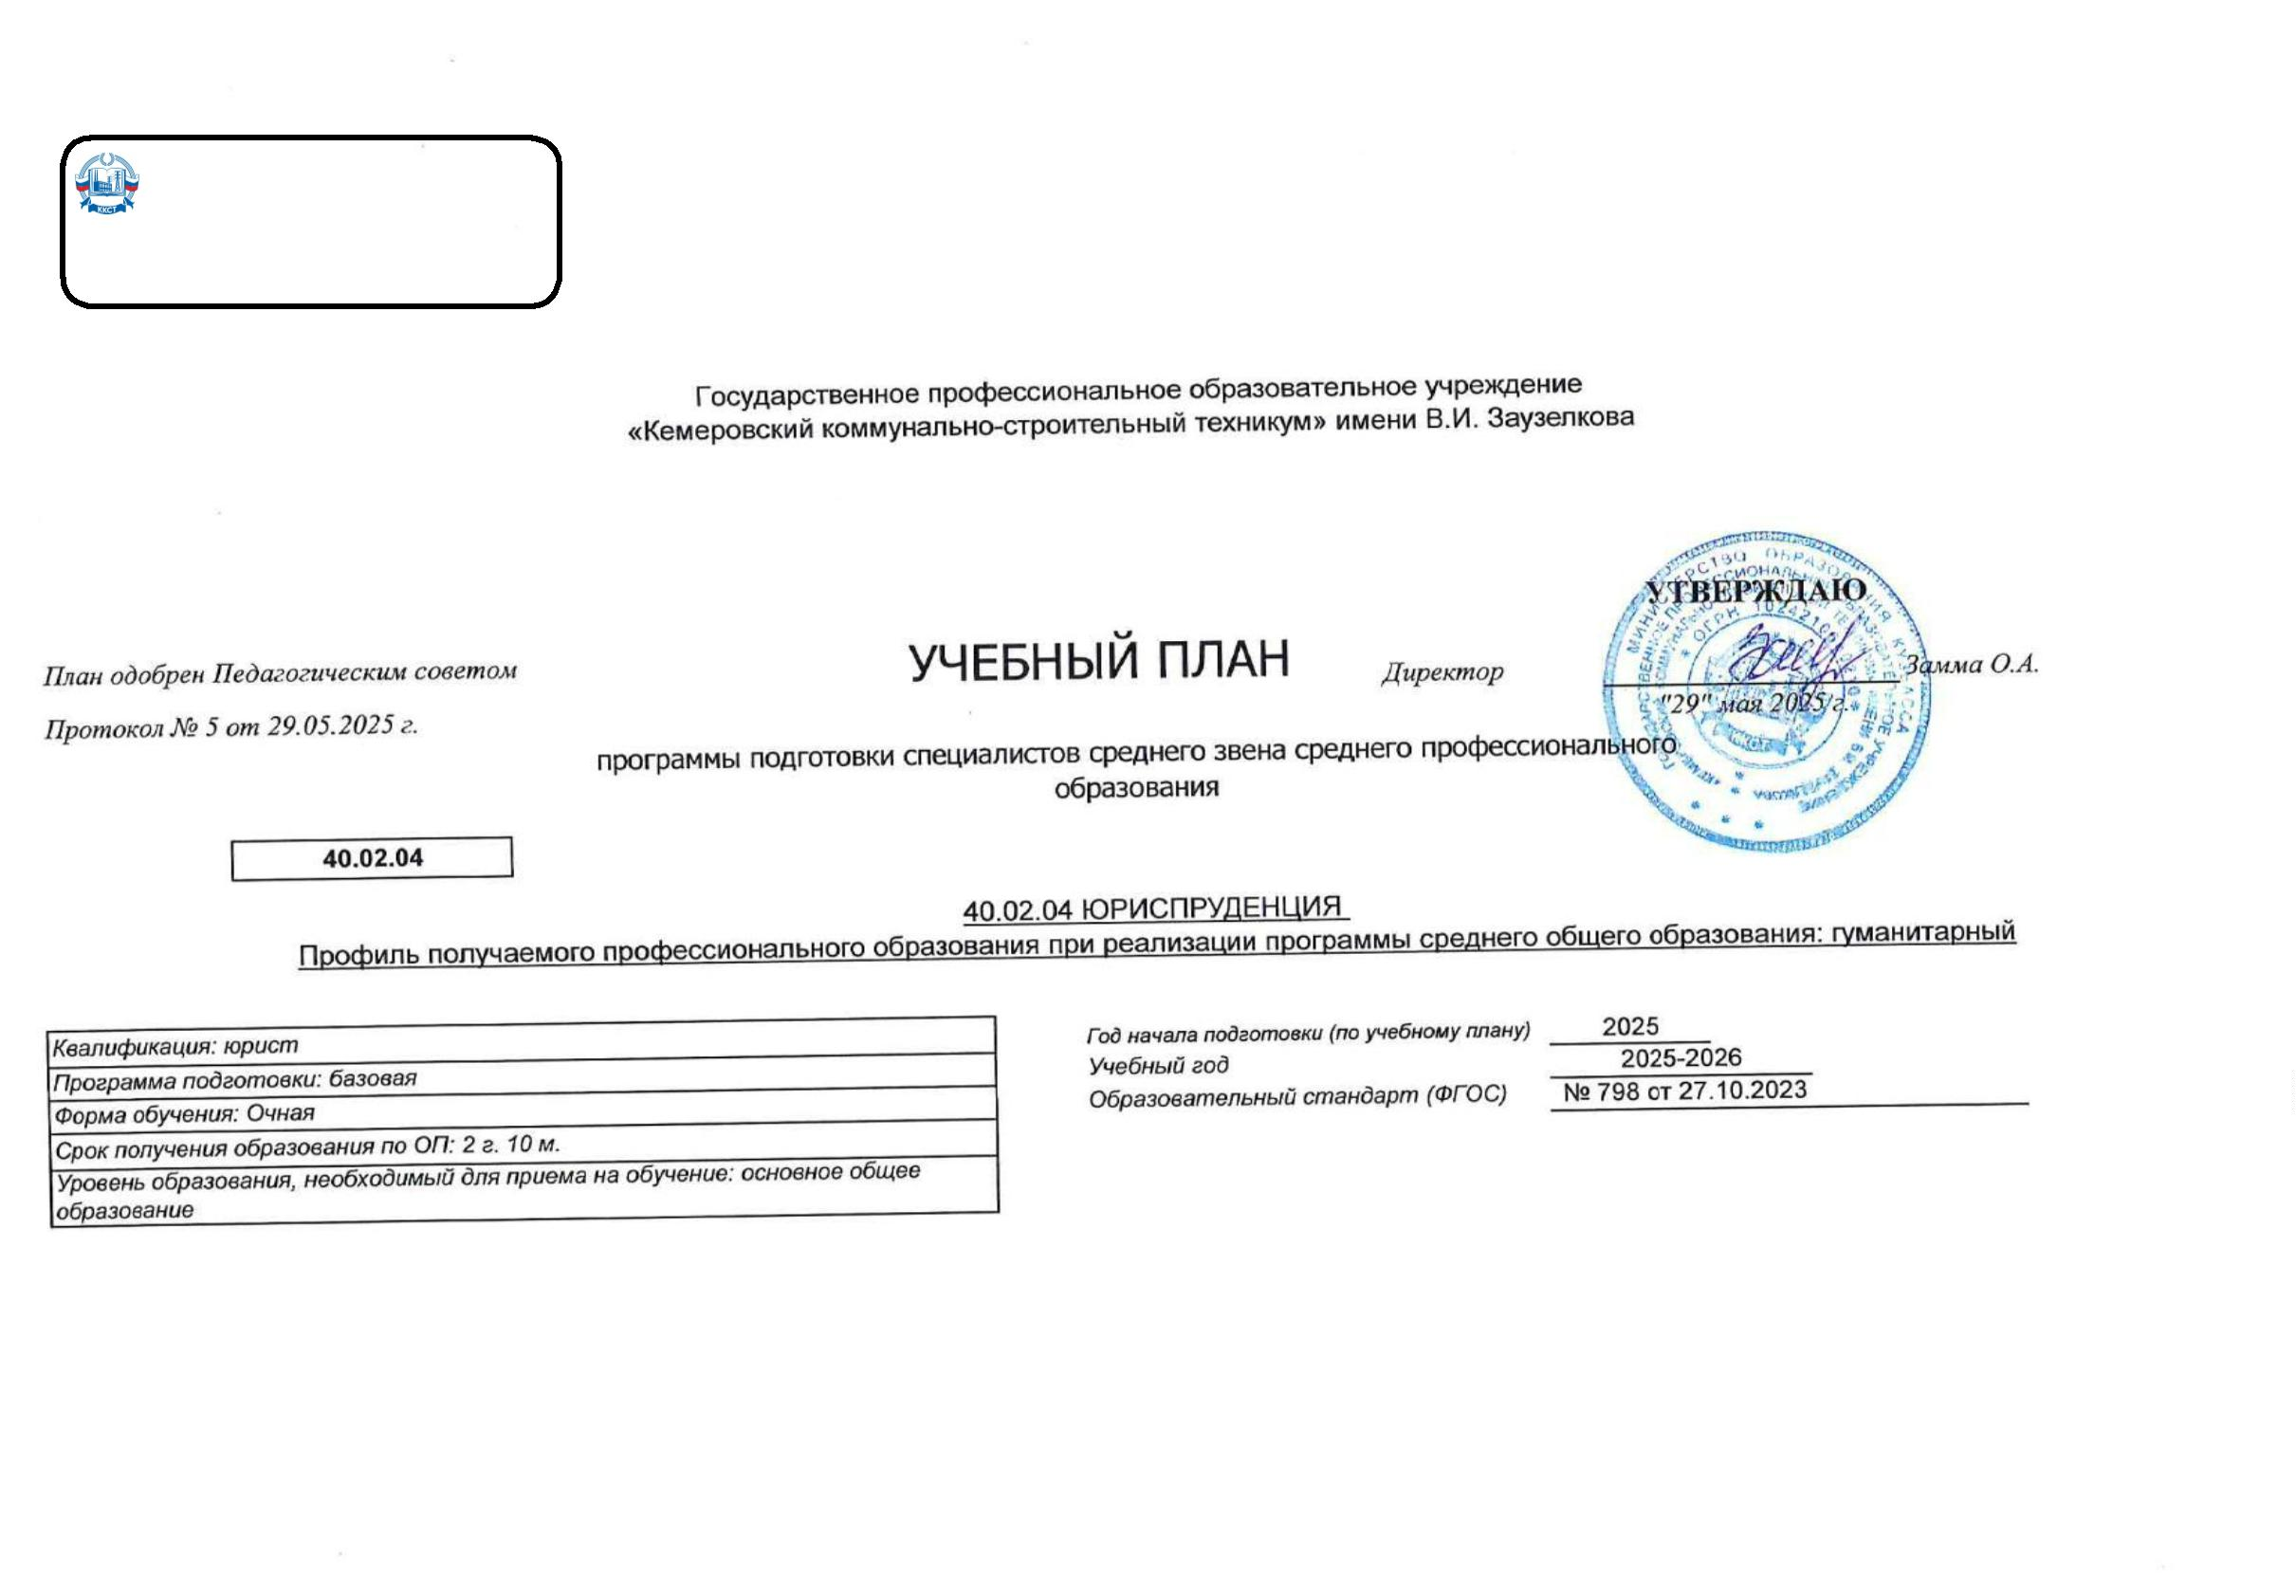 ККСТ
Государственное профессиональное образовательное учреждение
«Кемеровский коммунально-строительный техникум» имени В.И. Заузелкова
УТВЕРЖДАЮ
План одобрен Педагогическим советом
УЧЕБНЫЙ ПЛАН
Директор
Замма О.А.
"29" мая 2025 г.
Протокол № 5 от 29.05.2025 г.
программы подготовки специалистов среднего звена среднего профессионального
образования
40.02.04
40.02.04 ЮРИСПРУДЕНЦИЯ
Профиль получаемого профессионального образования при реализации программы среднего общего образования: гуманитарный
Квалификация: юрист
Программа подготовки: базовая
Форма обучения: Очная
Срок получения образования по ОП: 2 г. 10 м.
Уровень образования, необходимый для приема на обучение: основное общее
образование
Год начала подготовки (по учебному плану) 2025
Учебный год 2025-2026
Образовательный стандарт (ФГОС) № 798 от 27.10.2023